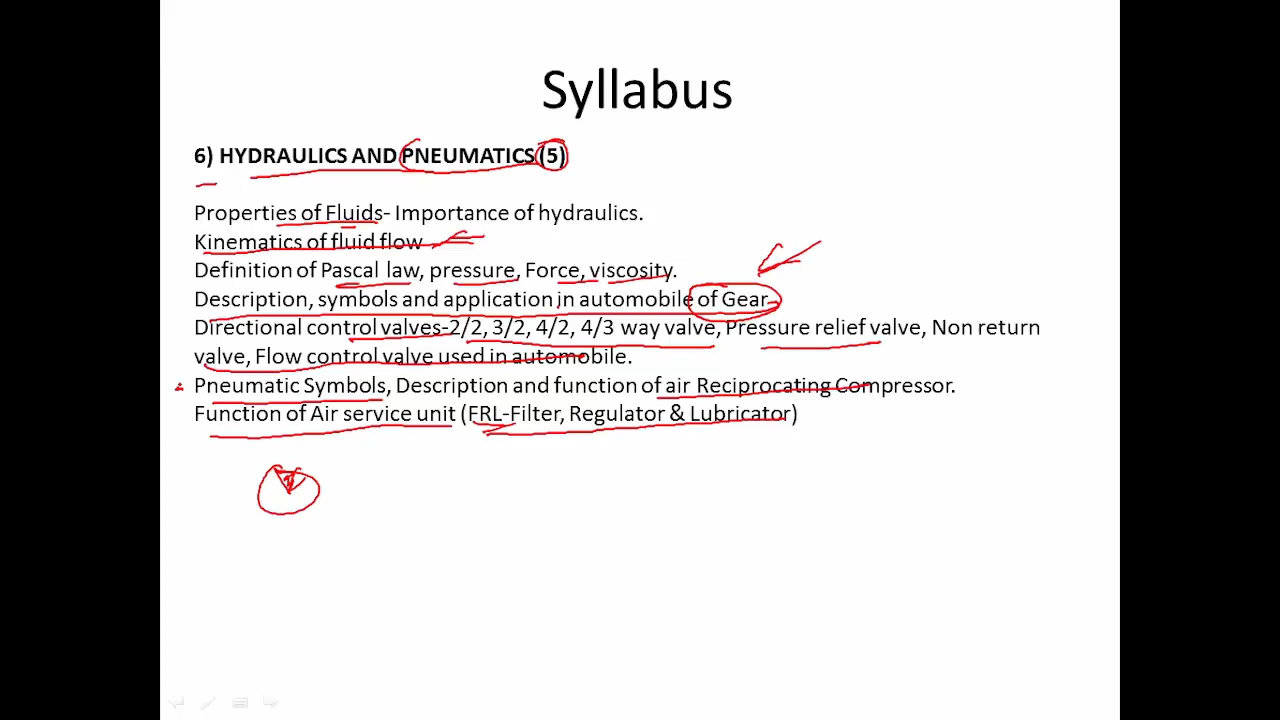 Syllabus
6) HYDRAULICS AND PNEUMATICS (5)
Properties of Fluids- Importance of hydraulics.
Kinematics of fluid flow
Definition of Pascal law, pressure, Force, viscosity.
Description, symbols and application in automobile of Gear
Directional control valves-2/2, 3/2, 4/2, 4/3 way valve, Pressure relief valve, Non return
valve, Flow control valve used in automobile.
Pneumatic Symbols, Description and function of air Reciprocating Compressor.
Function of Air service unit (FRL-Filter, Regulator & Lubricator)